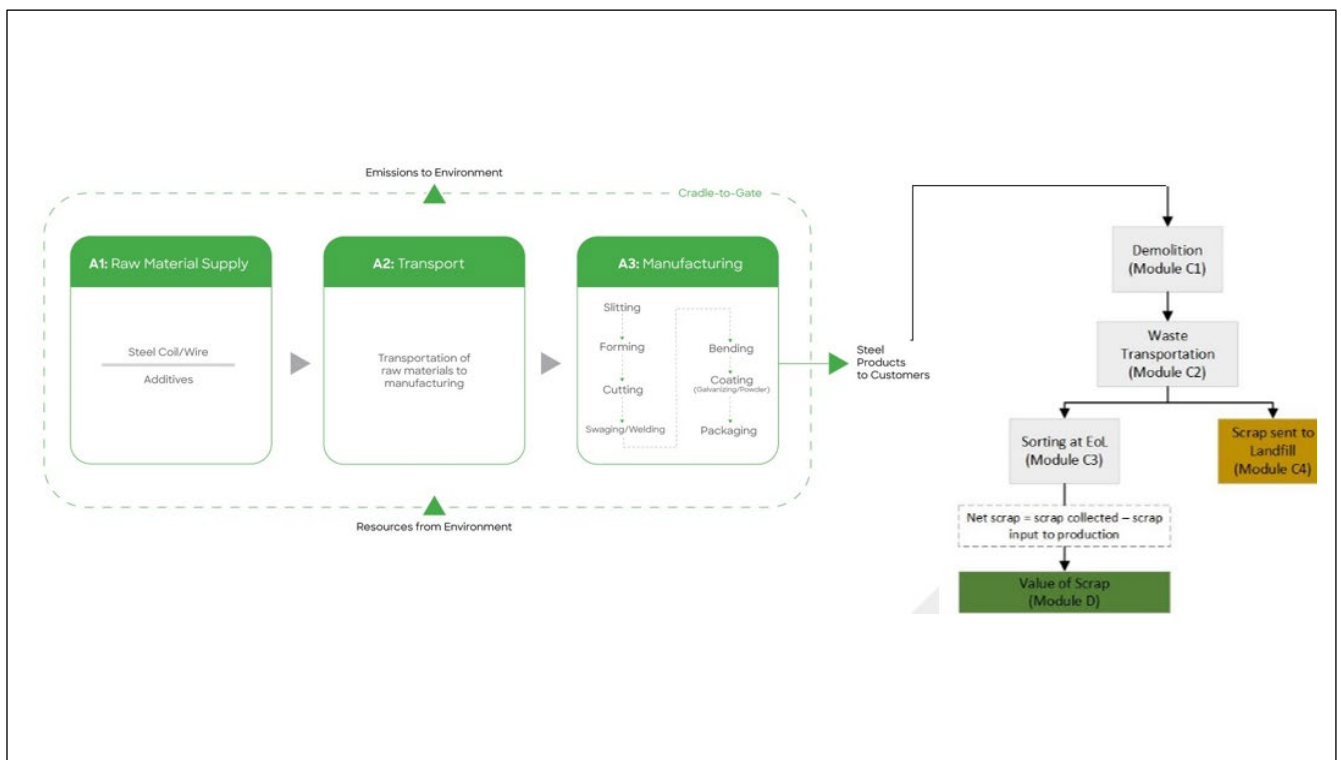 Emissions to Environment
Cradle-to-Gate
A1: Raw Material Supply
Steel Coil/Wire
Additives
A2: Transport
Transportation of
raw materials to
manufacturing
A3: Manufacturing
Slitting
Forming
Cutting
Swaging/Welding
Bending
Coating
(Galvanizing/Powder)
Packaging
Resources from Environment
Steel
Products
to Customers
Demolition
(Module C1)
Waste
Transportation
(Module C2)
Sorting at EoL
(Module C3)
Scrap sent to
Landfill
(Module C4)
Net scrap = scrap collected – scrap
input to production
Value of Scrap
(Module D)